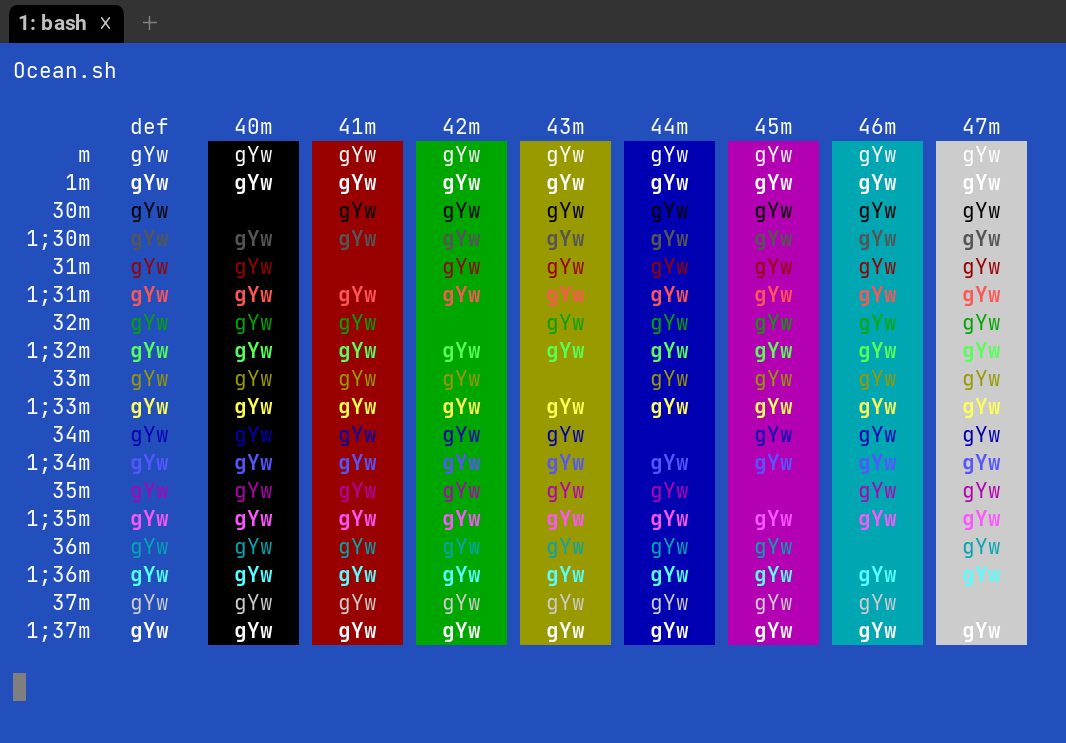 1: bash x +
Ocean.sh
def 40m 41m 42m 43m 44m 45m 46m 47m
m gYw gYw gYw gYw gYw gYw gYw gYw gYw
1m gYw gYw gYw gYw gYw gYw gYw gYw gYw
30m gYw gYw gYw gYw gYw gYw gYw gYw
1;30m gYw gYw gYw gYw gYw gYw gYw gYw gYw
31m gYw gYw gYw gYw gYw gYw gYw gYw
1;31m gYw gYw gYw gYw gYw gYw gYw gYw gYw
32m gYw gYw gYw gYw gYw gYw gYw gYw
1;32m gYw gYw gYw gYw gYw gYw gYw gYw gYw
33m gYw gYw gYw gYw gYw gYw gYw gYw
1;33m gYw gYw gYw gYw gYw gYw gYw gYw gYw
34m gYw gYw gYw gYw gYw gYw gYw gYw
1;34m gYw gYw gYw gYw gYw gYw gYw gYw gYw
35m gYw gYw gYw gYw gYw gYw gYw gYw
1;35m gYw gYw gYw gYw gYw gYw gYw gYw gYw
36m gYw gYw gYw gYw gYw gYw gYw gYw
1;36m gYw gYw gYw gYw gYw gYw gYw gYw gYw
37m gYw gYw gYw gYw gYw gYw gYw gYw
1;37m gYw gYw gYw gYw gYw gYw gYw gYw gYw